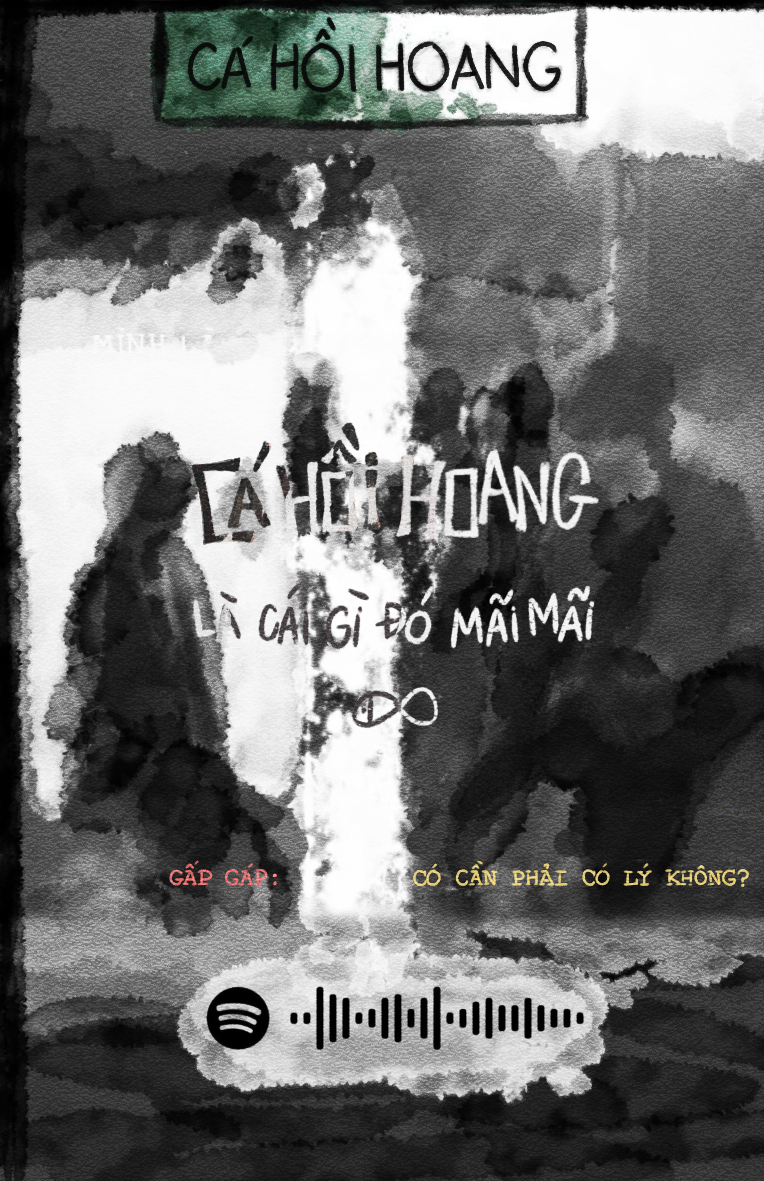 CÁ HỒI HOANG
CÁ HỒi HOANG
LÀ CÁI GÌ ĐÓ MÃi MÃi
GẤP GÁP: CÓ CẦN PHẢI CÓ LÝ KHÔNG?